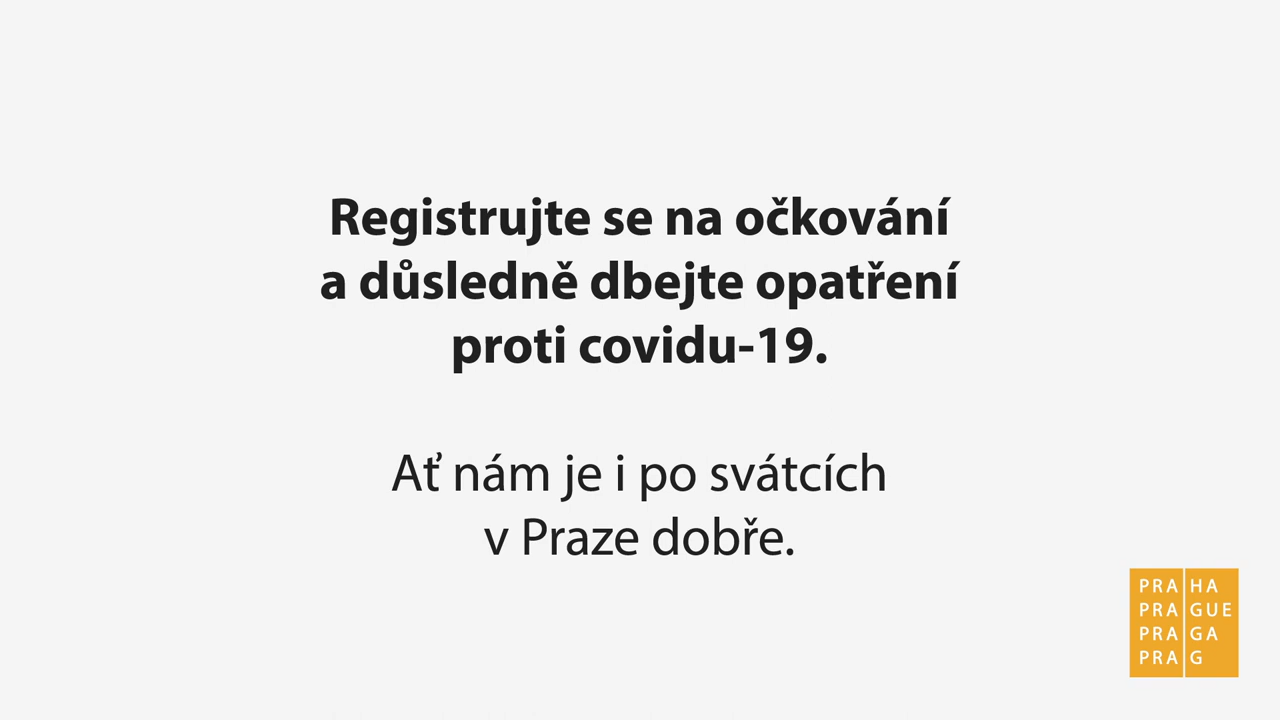 Registrujte se na očkování
a důsledně dbejte opatření
proti covidu-19.
Ať nám je i po svátcích
v Praze dobře.
PRA HA
PRA GUE
PRA GA
PRA G